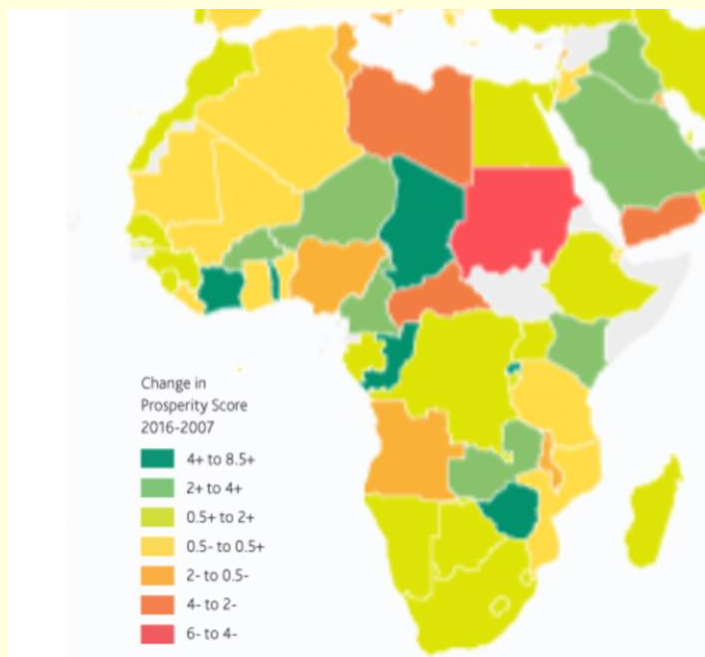 Change in
Prosperity Score
2016-2007
4+ to 8.5+
2+ to 4+
0.5+ to 2+
0.5- to 0.5+
2- to 0.5-
4- to 2-
6- to 4-